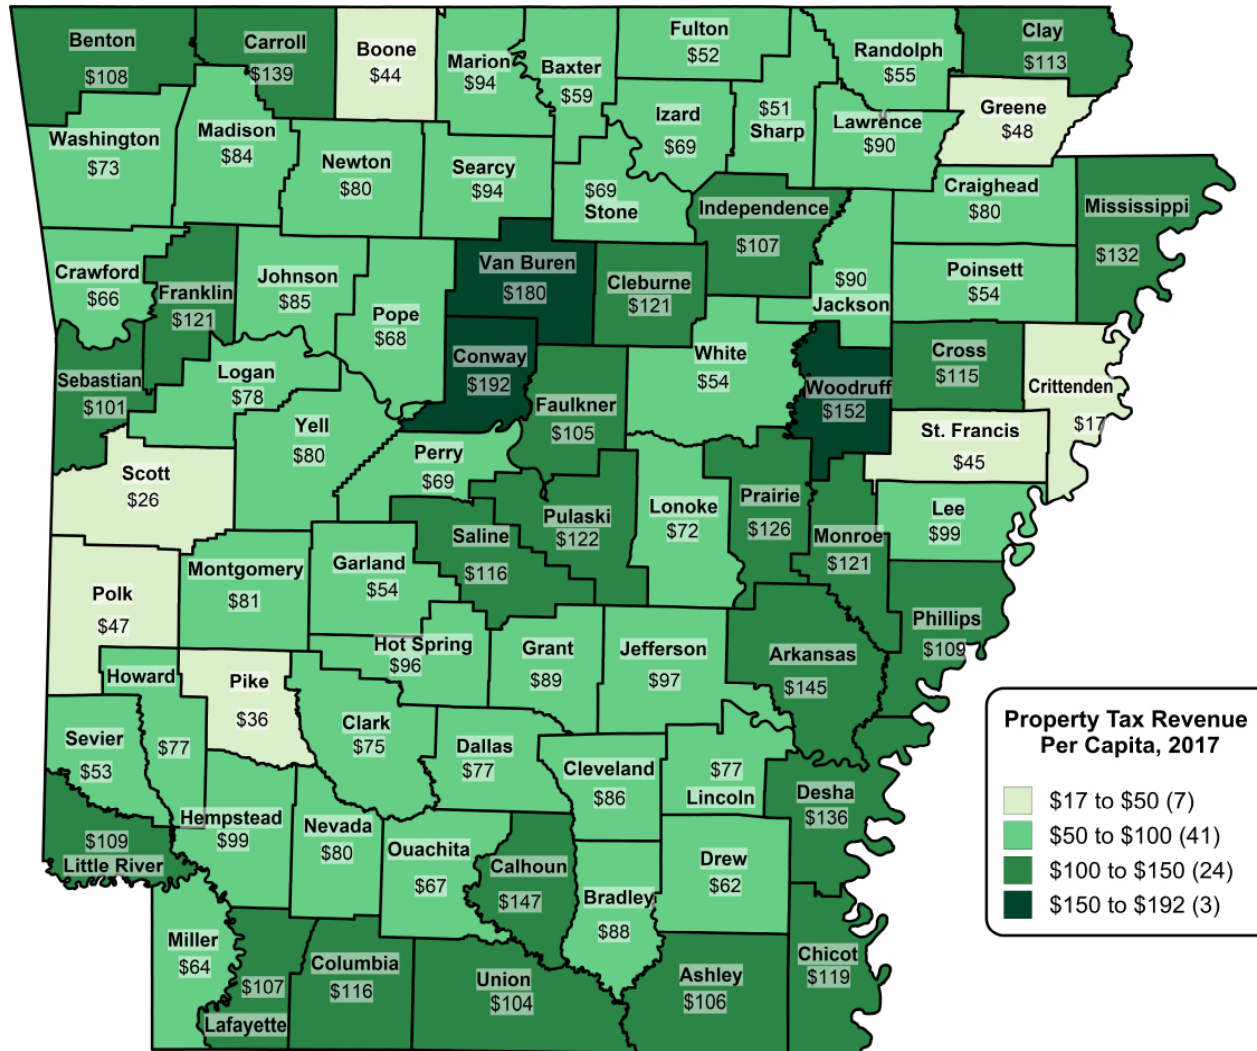 Benton
$108
Carroll
$139
Boone
$44
Marion
$94
Baxter
$59
Fulton
$52
Randolph
$55
Clay
$113
Washington
$73
Madison
$84
Newton
$80
Searcy
$94
$69
Stone
Izard
$69
$51
Sharp
Lawrence
$90
Greene
$48
Craighead
$80
Mississippi
$132
Independence
$107
Crawford
$66
Franklin
$121
Johnson
$85
Pope
$68
Van Buren
$180
Cleburne
$121
$90
Jackson
Poinsett
$54
Sebastian
$101
Logan
$78
Conway
$192
Faulkner
$105
White
$54
Woodruff
$152
Cross
$115
Crittenden
$17
St. Francis
$45
Scott
$26
Yell
$80
Perry
$69
Saline
$116
Pulaski
$122
Lonoke
$72
Prairie
$126
Monroe
$121
Lee
$99
Polk
$47
Montgomery
$81
Garland
$54
Hot Spring
$96
Grant
$89
Jefferson
$97
Arkansas
$145
Phillips
$109
Howard
$77
Pike
$36
Clark
$75
Dallas
$77
Cleveland
$86
$77
Lincoln
Desha
$136
Sevier
$53
$109
Little River
Hempstead
$99
Nevada
$80
Ouachita
$67
Calhoun
$147
Bradley
$88
Drew
$62
Miller
$64
$107
Lafayette
Columbia
$116
Union
$104
Ashley
$106
Chicot
$119
Property Tax Revenue
Per Capita, 2017
$17 to $50 (7)
$50 to $100 (41)
$100 to $150 (24)
$150 to $192 (3)